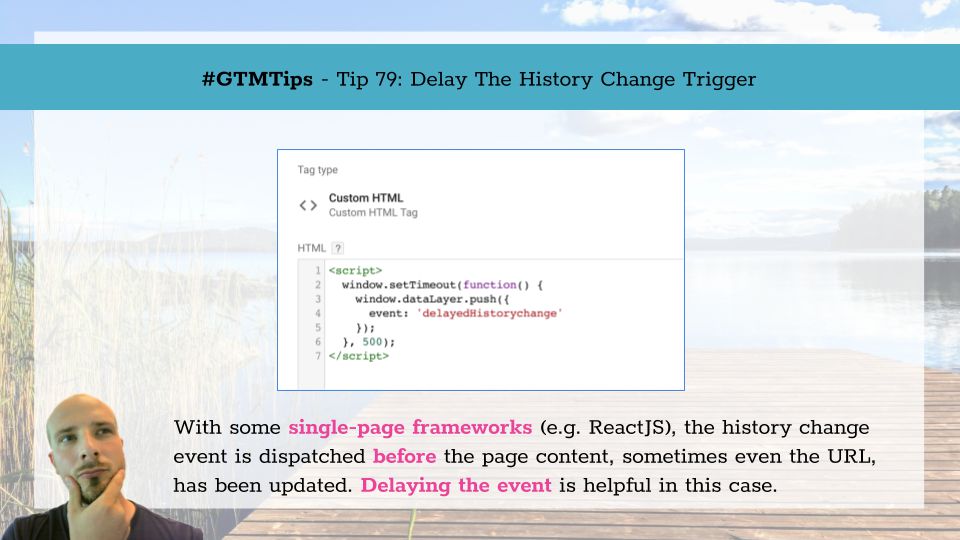 #GTMTips - Tip 79: Delay The History Change Trigger
Tag type
Custom HTML
Custom HTML Tag
HTML ?
1 <script>
2 window.setTimeout(function() {
3 window.dataLayer.push({
4 event: 'delayedHistorychange'
5 });
6 }, 500);
7 </script>
With some single-page frameworks (e.g. ReactJS), the history change
event is dispatched before the page content, sometimes even the URL,
has been updated. Delaying the event is helpful in this case.